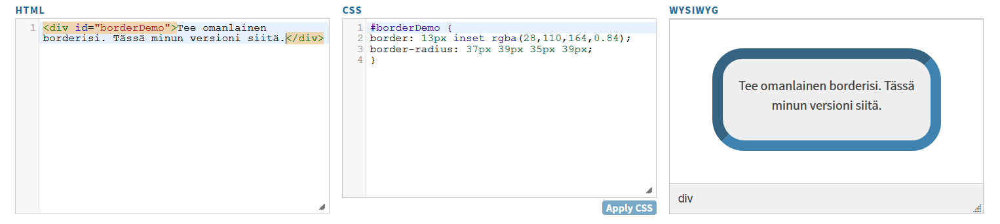 HTML
1 <div id="borderDemo">Tee omanlainen
borderisi. Tässä minun versioni siitä.</div>
CSS
1 #borderDemo {
2 border: 13px inset rgba(28,110,164,0.84);
3 border-radius: 37px 39px 35px 39px;
4 }
Apply CSS
WYSIWYG
Tee omanlainen borderisi. Tässä
minun versioni siitä.
div